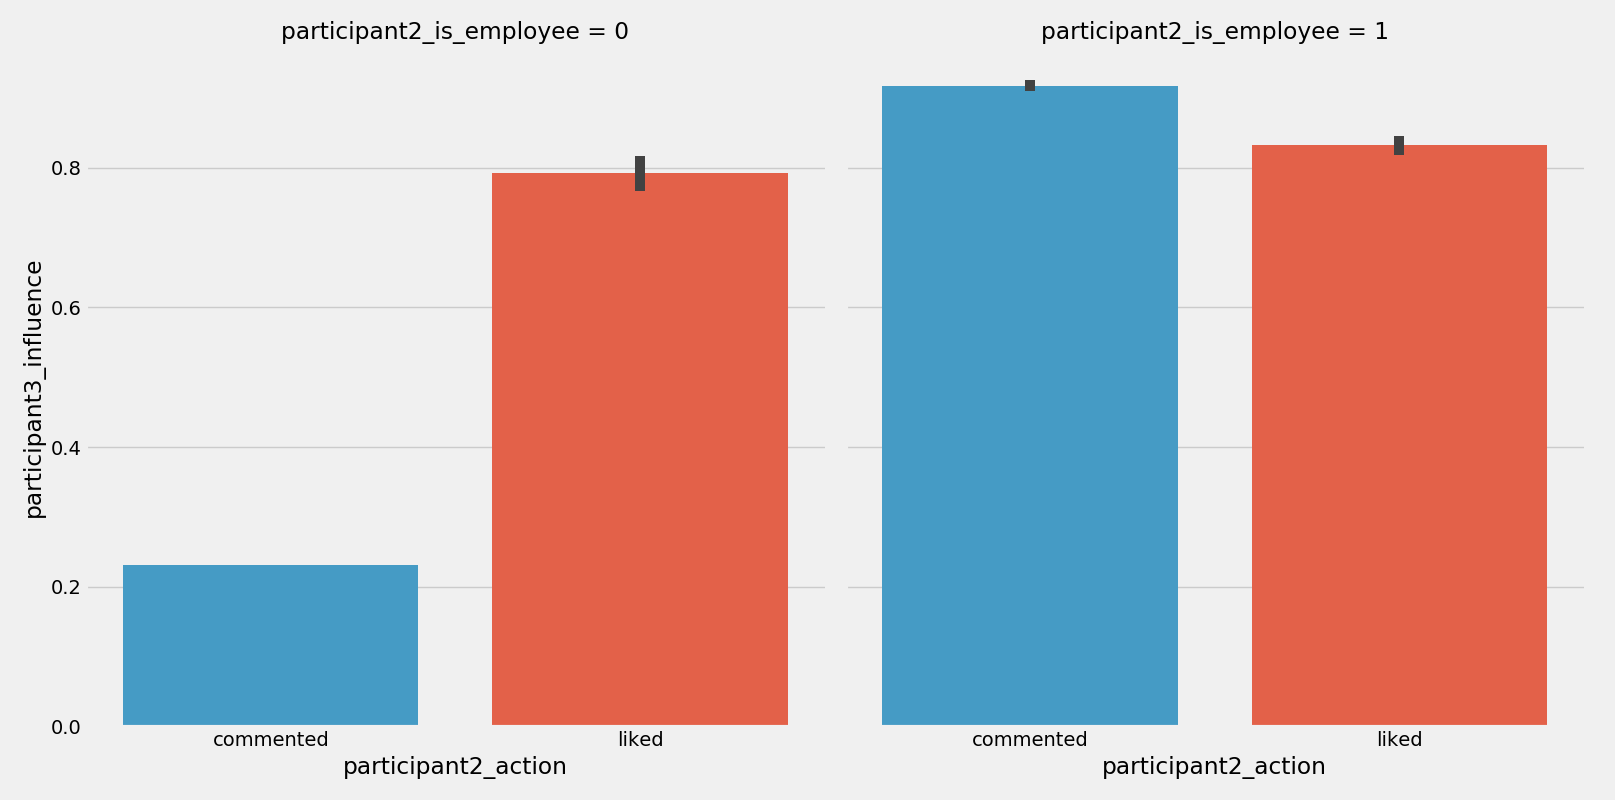 participant2_is_employee = 0
participant2_is_employee = 1
participant3_influence
0.8
0.6
0.4
0.2
0.0
commented
liked
commented
liked
participant2_action
participant2_action